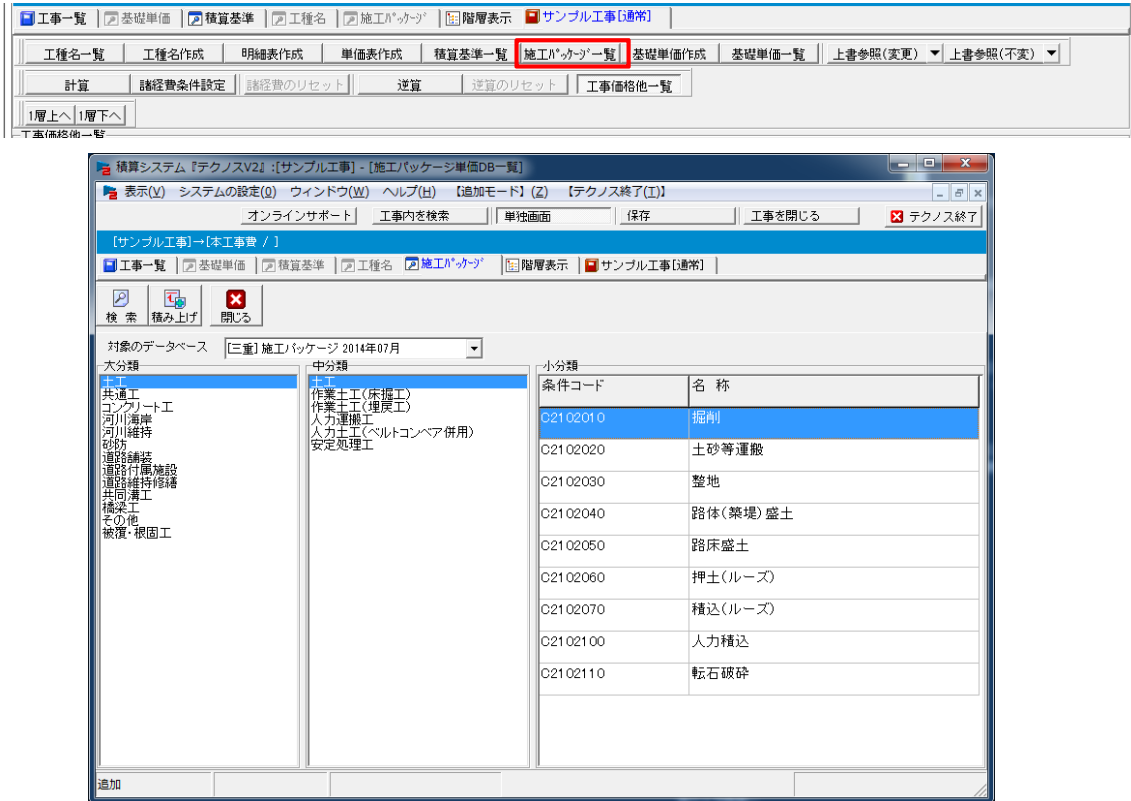 工事一覧 基礎単価 積算基準 工種名 施工ﾊﾟｯｹｰｼﾞ 階層表示 サンプル工事[通常]
工種名一覧 工種名作成 明細表作成 単価表作成 積算基準一覧 施工ﾊﾟｯｹｰｼﾞ一覧 基礎単価作成 基礎単価一覧 上書参照(変更) 上書参照(不変)
計算 諸経費条件設定 諸経費のリセット 逆算 逆算のリセット 工事価格他一覧
1層上へ 1層下へ
工事価格他一覧
積算システム『テクノスV2』:[サンプル工事] - [施工パッケージ単価DB一覧]
表示(V) システムの設定(O) ウィンドウ(W) ヘルプ(H) 【追加モード】(Z) 【テクノス終了(I)】
オンラインサポート 工事内を検索 単独画面 保存 工事を閉じる テクノス終了
[サンプル工事]→[本工事費 / ]
工事一覧 基礎単価 積算基準 工種名 施工ﾊﾟｯｹｰｼﾞ 階層表示 サンプル工事[通常]
検 索 積み上げ 閉じる
対象のデータベース [三重] 施工パッケージ 2014年07月
大分類
土工
共通工
コンクリート工
河川海岸
河川維持
砂防
道路舗装
道路付属施設
道路維持修繕
共同溝工
橋梁工
その他
被覆・根固工
中分類
土工
作業土工(床掘工)
作業土工(埋戻工)
人力運搬工
人力土工(ベルトコンベア併用)
安定処理工
小分類
条件コード 名 称
C2102010 掘削
C2102020 土砂等運搬
C2102030 整地
C2102040 路体(築堤)盛土
C2102050 路床盛土
C2102060 押土(ルーズ)
C2102070 積込(ルーズ)
C2102100 人力積込
C2102110 転石破砕
追加